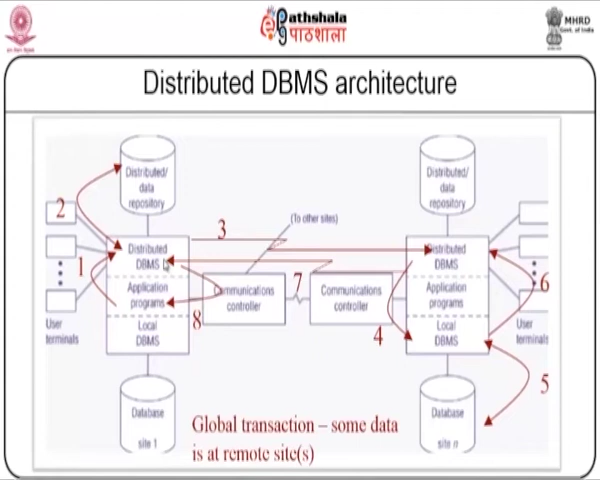 Pathshala
पाठशाला
MHRD
Govt. of India
Distributed DBMS architecture
Distributed/
data
repository
Distributed/
data
repository
2
3
(To other sites)
Distributed
DBMS
Distributed
DBMS
1
Application
programs
Communications
controller
7
Communications
controller
Application
programs
6
8
4
User
terminals
Local
DBMS
Local
DBMS
User
terminals
5
Database
site 1
Database
site n
Global transaction – some data
is at remote site(s)